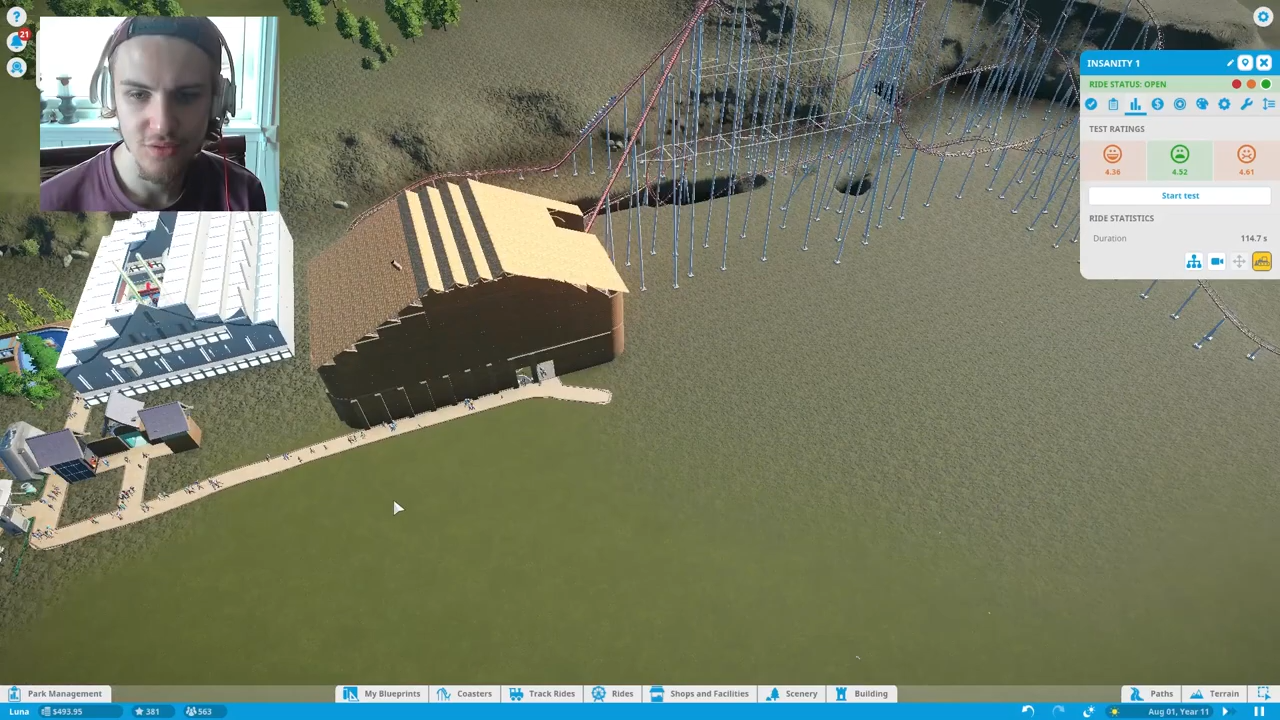 ?
21
INSANITY 1
RIDE STATUS: OPEN
TEST RATINGS
4.36
4.52
4.61
Start test
RIDE STATISTICS
Duration
114.7 s
Park Management
My Blueprints
Coasters
Track Rides
Rides
Shops and Facilities
Scenery
Building
Paths
Terrain
Luna
$493.95
381
563
Aug 01, Year 11